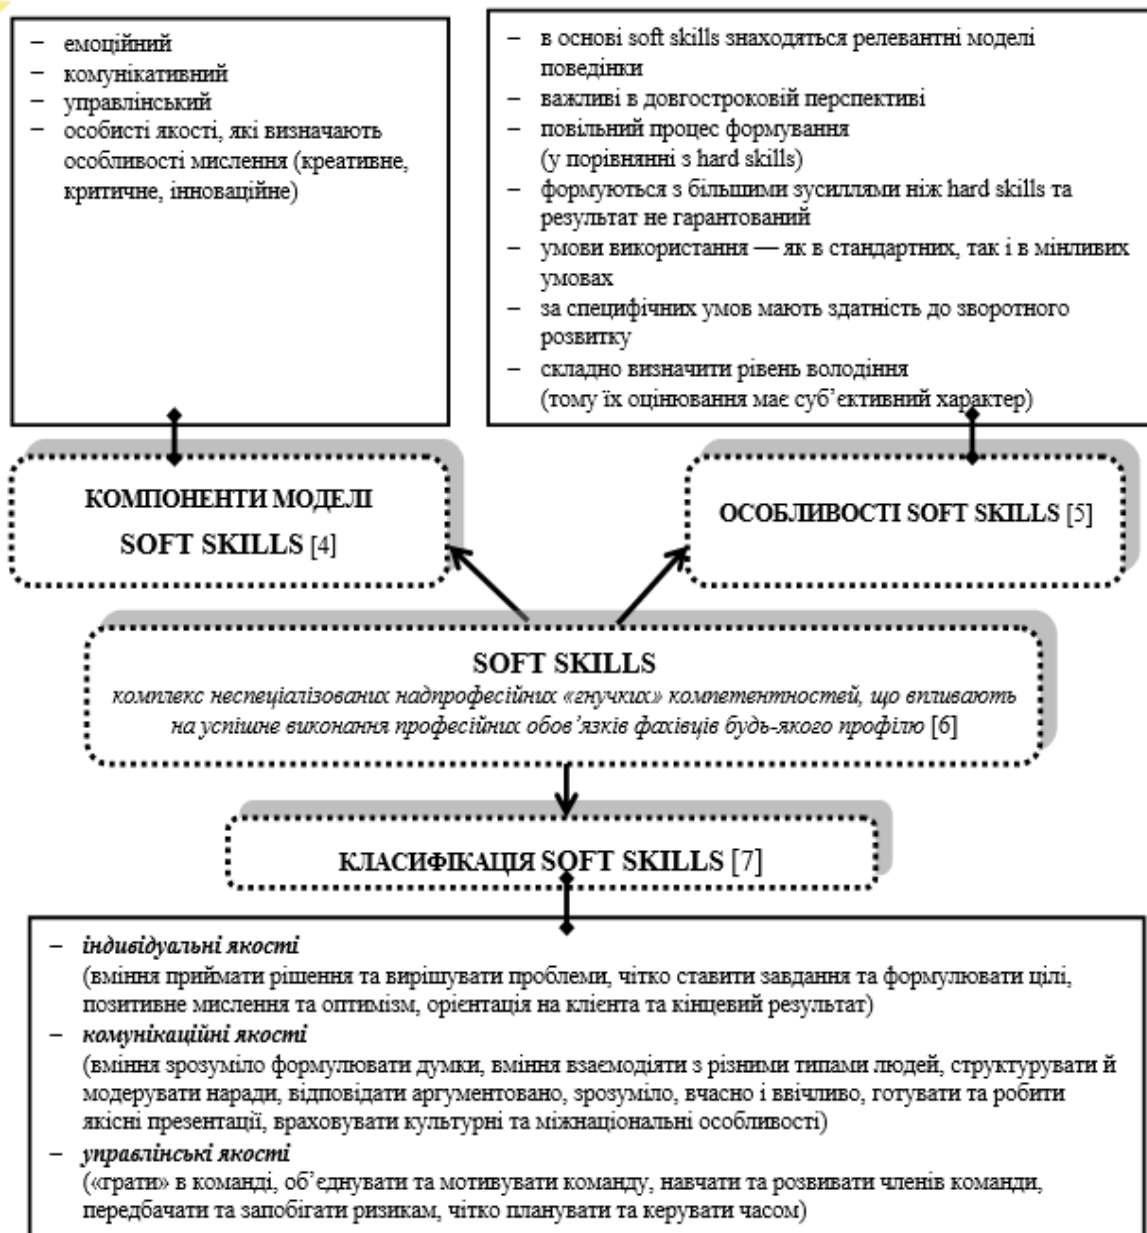 – емоційний
– комунікативний
– управлінський
– особисті якості, які визначають
особливості мислення (креативне,
критичне, інноваційне)
– в основі soft skills знаходяться релевантні моделі
поведінки
– важливі в довгостроковій перспективі
– повільний процес формування
(у порівнянні з hard skills)
– формуються з більшими зусиллями ніж hard skills та
результат не гарантований
– умови використання — як в стандартних, так і в мінливих
умовах
– за специфічних умов мають здатність до зворотного
розвитку
– складно визначити рівень володіння
(тому їх оцінювання має суб’єктивний характер)
КОМПОНЕНТИ МОДЕЛІ
SOFT SKILLS [4]
ОСОБЛИВОСТІ SOFT SKILLS [5]
SOFT SKILLS
комплекс неспеціалізованих надпрофесійних «гнучких» компетентностей, що впливають
на успішне виконання професійних обов’язків фахівців будь-якого профілю [6]
КЛАСИФІКАЦІЯ SOFT SKILLS [7]
– індивідуальні якості
(вміння приймати рішення та вирішувати проблеми, чітко ставити завдання та формулювати цілі,
позитивне мислення та оптимізм, орієнтація на клієнта та кінцевий результат)
– комунікаційні якості
(вміння зрозуміло формулювати думки, вміння взаємодіяти з різними типами людей, структурувати й
модерувати наради, відповідати аргументовано, зрозуміло, вчасно і ввічливо, готувати та робити
якісні презентації, враховувати культурні та міжнаціональні особливості)
– управлінські якості
(«грати» в команді, об’єднувати та мотивувати команду, навчати та розвивати членів команди,
передбачати та запобігати ризикам, чітко планувати та керувати часом)